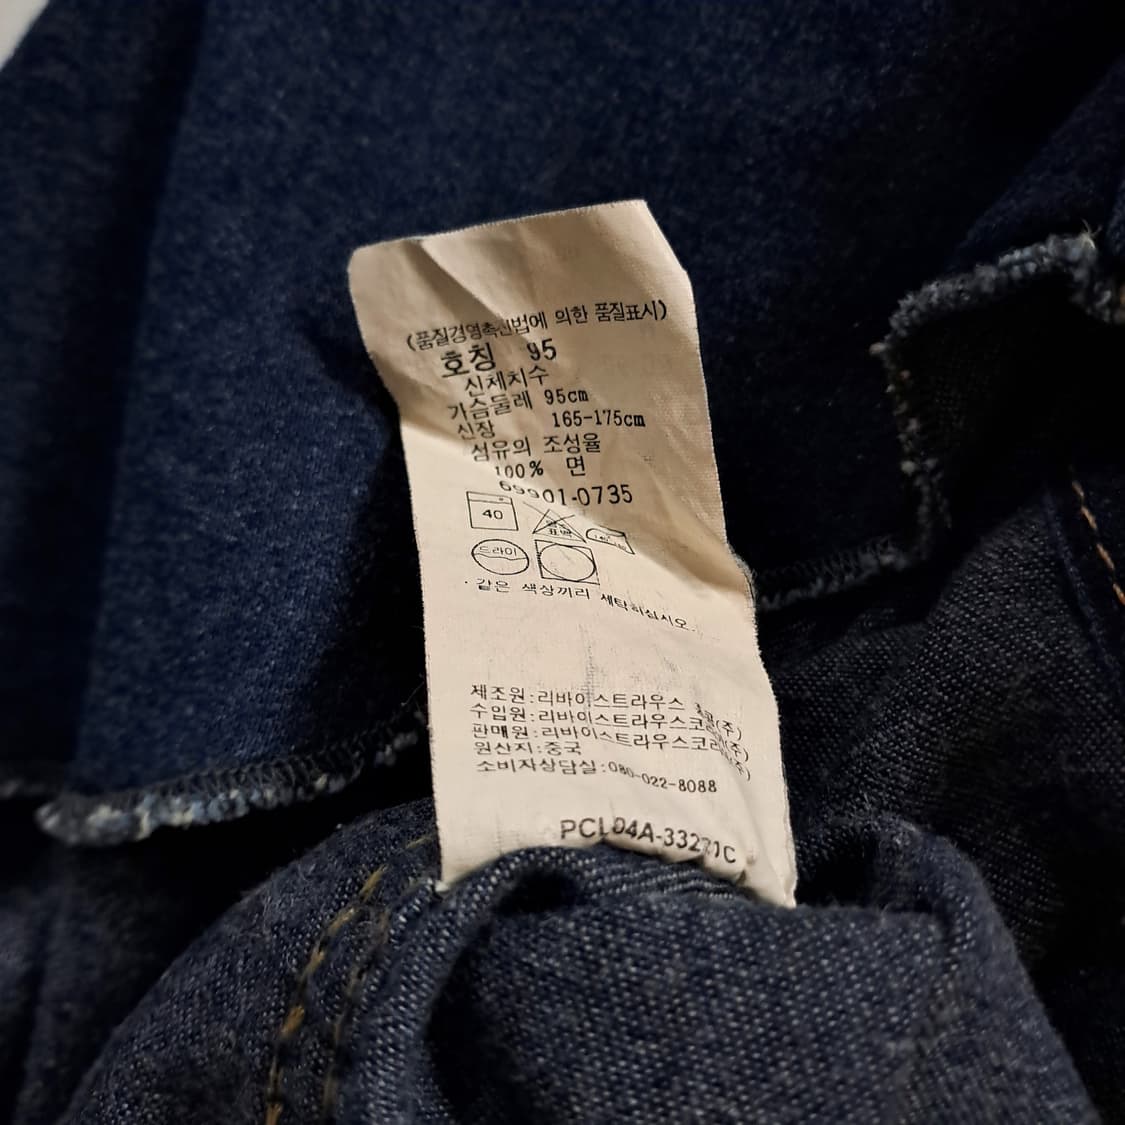 (품질경영촉진법에 의한 품질표시)
호칭 95
신체치수
가슴둘레 95cm
신장 165-175cm
섬유의 조성율
100% 면
69901-0735
40
드라이
·같은 색상끼리 세탁하십시오.
제조원:리바이스트라우스
수입원:리바이스트라우스코리아(주)
판매원:리바이스트라우스코리아(주)
원산지:중국
소비자상담실:080-022-8088